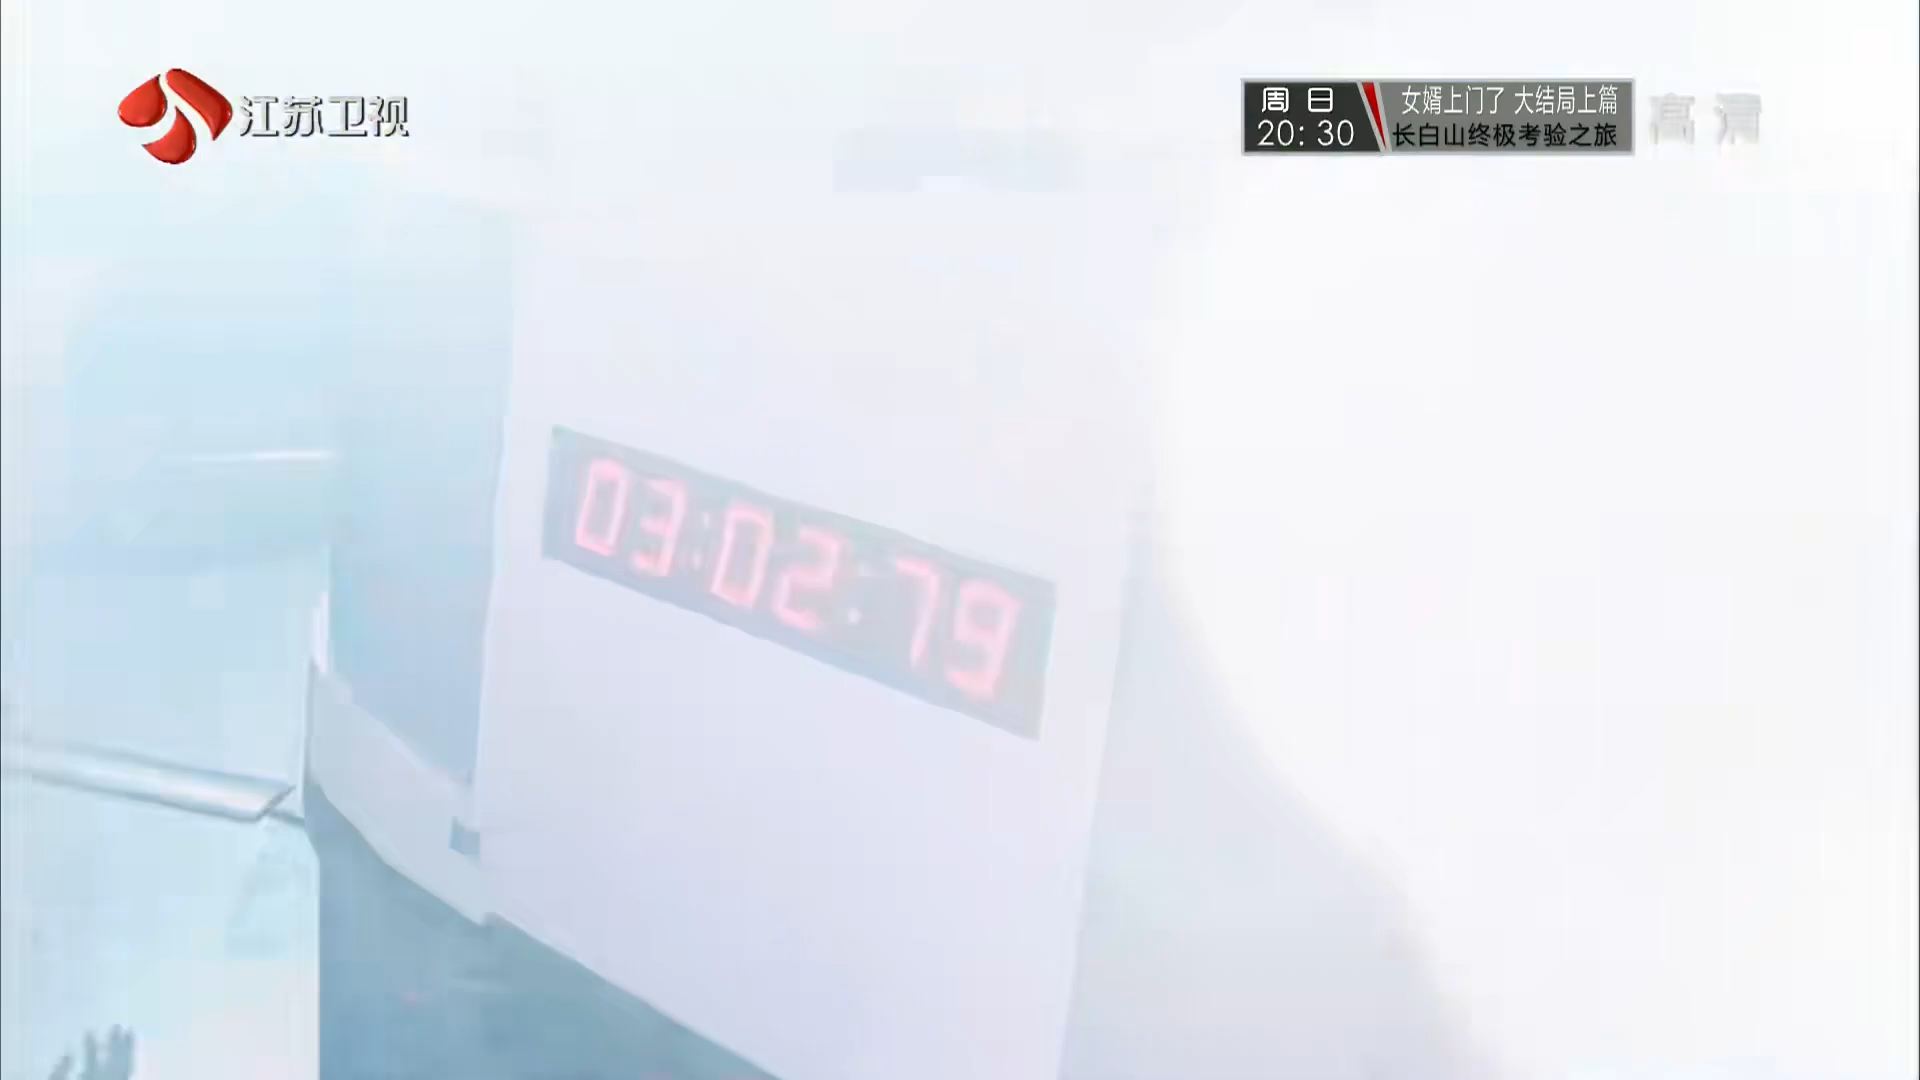 江苏卫视
周日
20:30
女婿上门了 大结局上篇
长白山终极考验之旅
高清
03:02.79